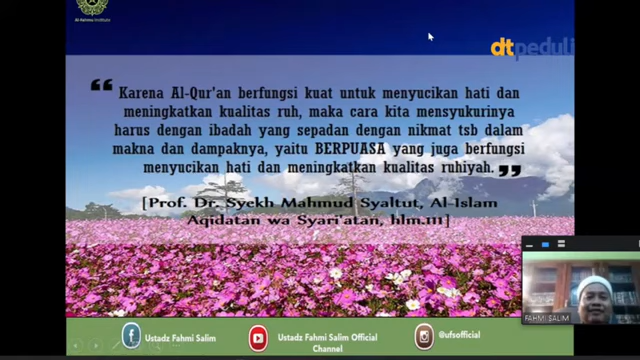 Al-Fahmu Institute
dtpeduli
“ Karena Al-Qur'an berfungsi kuat untuk menyucikan hati dan
meningkatkan kualitas ruh, maka cara kita mensyukurinya
harus dengan ibadah yang sepadan dengan nikmat tsb dalam
makna dan dampaknya, yaitu BERPUASA yang juga berfungsi
menyucikan hati dan meningkatkan kualitas ruhiyah. ”
[Prof. Dr. Syekh Mahmud Syaltut, Al-Islam
Aqidatan wa Syari'atan, hlm.111]
FAHMI SALIM
Ustadz Fahmi Salim
Ustadz Fahmi Salim Official
Channel
@ufsofficial